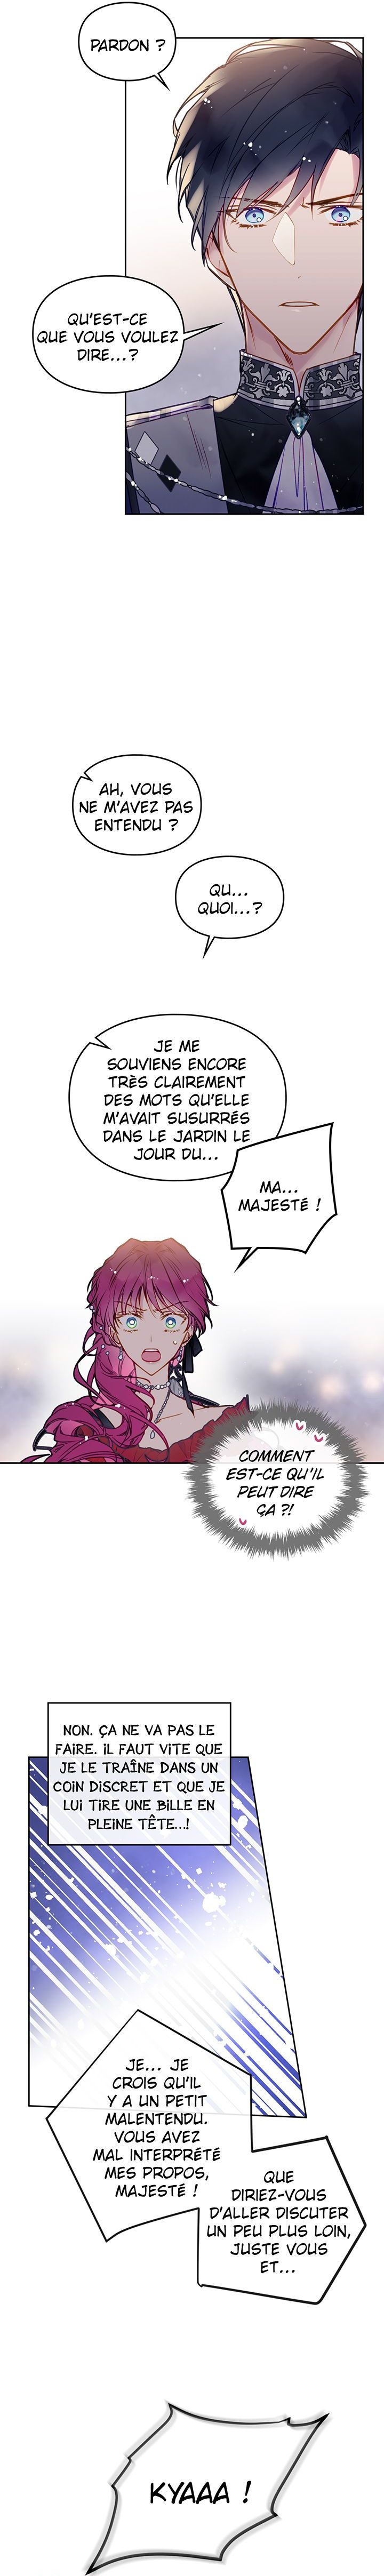 PARDON ?
QU'EST-CE
QUE VOUS VOULEZ
DIRE...?
AH, VOUS
NE M'AVEZ PAS
ENTENDU ?
QU...
QUOI...?
JE ME
SOUVIENS ENCORE
TRÈS CLAIREMENT
DES MOTS QU'ELLE
M'AVAIT SUSURRÉS
DANS LE JARDIN LE
JOUR DU...
MA...
MAJESTÉ !
COMMENT
EST-CE QU'IL
PEUT DIRE
ÇA ?!
NON. ÇA NE VA PAS LE
FAIRE. IL FAUT VITE QUE
JE LE TRAÎNE DANS UN
COIN DISCRET ET QUE JE
LUI TIRE UNE BILLE EN
PLEINE TÊTE...!
JE... JE
CROIS QU'IL
Y A UN PETIT
MALENTENDU.
VOUS AVEZ
MAL INTERPRÉTÉ
MES PROPOS,
MAJESTÉ !
QUE
DIRIEZ-VOUS
D'ALLER DISCUTER
UN PEU PLUS LOIN,
JUSTE VOUS
ET...
KYAAA !